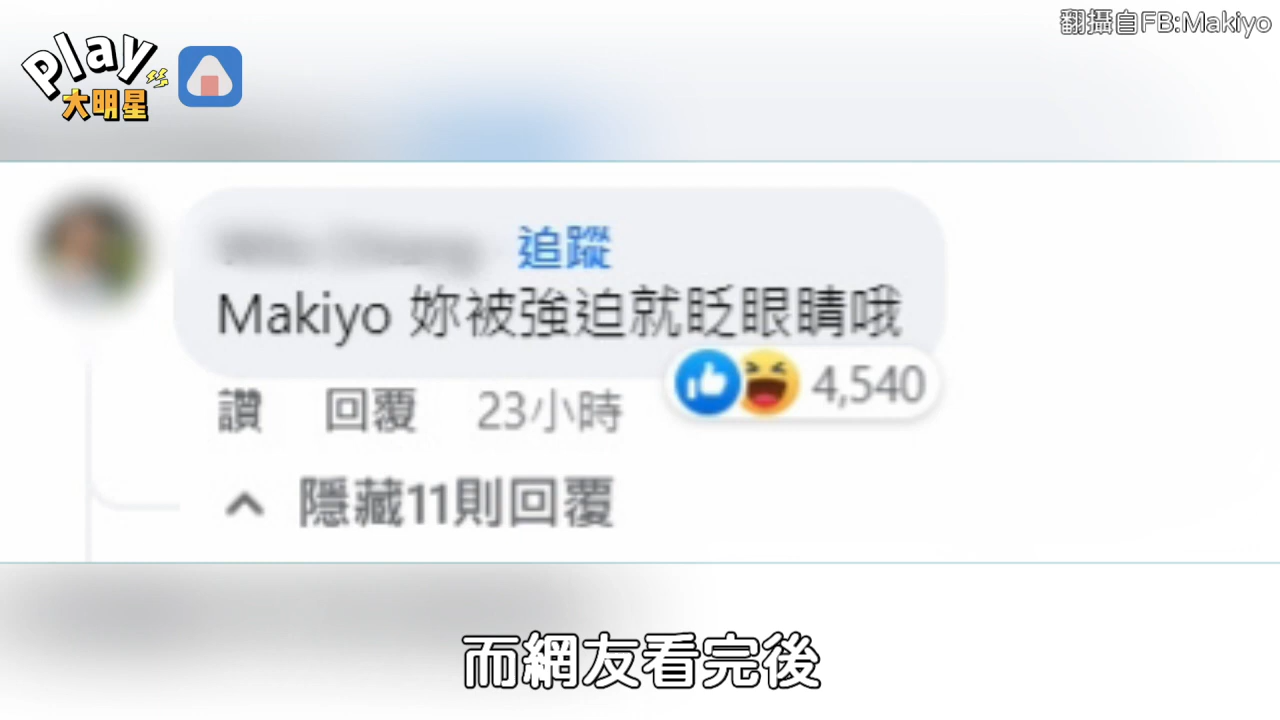 翻攝自FB:Makiyo
Play
大明星
追蹤
Makiyo 妳被強迫就眨眼睛哦
4,540
讚 回覆 23小時
隱藏11則回覆
而網友看完後